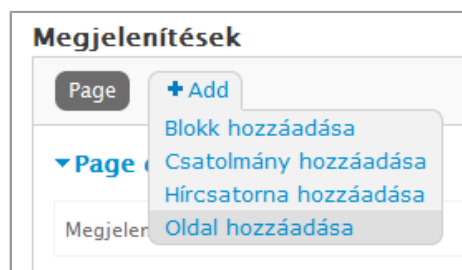 Megjelenítések
Page
Add
Blokk hozzáadása
Csatolmány hozzáadása
Hírcsatorna hozzáadása
Oldal hozzáadása
Page